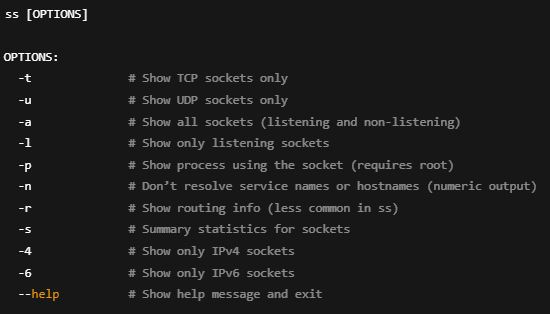 ss [OPTIONS]
OPTIONS:
-t # Show TCP sockets only
-u # Show UDP sockets only
-a # Show all sockets (listening and non-listening)
-l # Show only listening sockets
-p # Show process using the socket (requires root)
-n # Don’t resolve service names or hostnames (numeric output)
-r # Show routing info (less common in ss)
-s # Summary statistics for sockets
-4 # Show only IPv4 sockets
-6 # Show only IPv6 sockets
--help # Show help message and exit